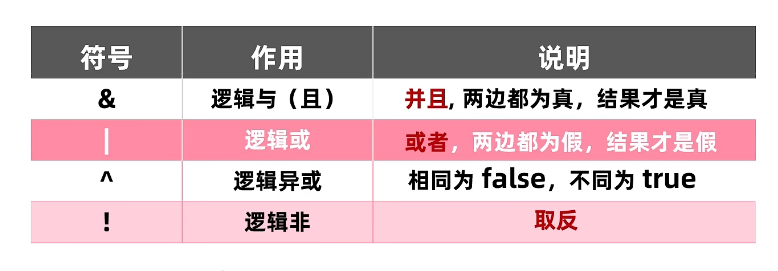 符号 作用 说明
& 逻辑与（且） 并且, 两边都为真，结果才是真
| 逻辑或 或者，两边都为假，结果才是假
^ 逻辑异或 相同为 false，不同为 true
! 逻辑非 取反